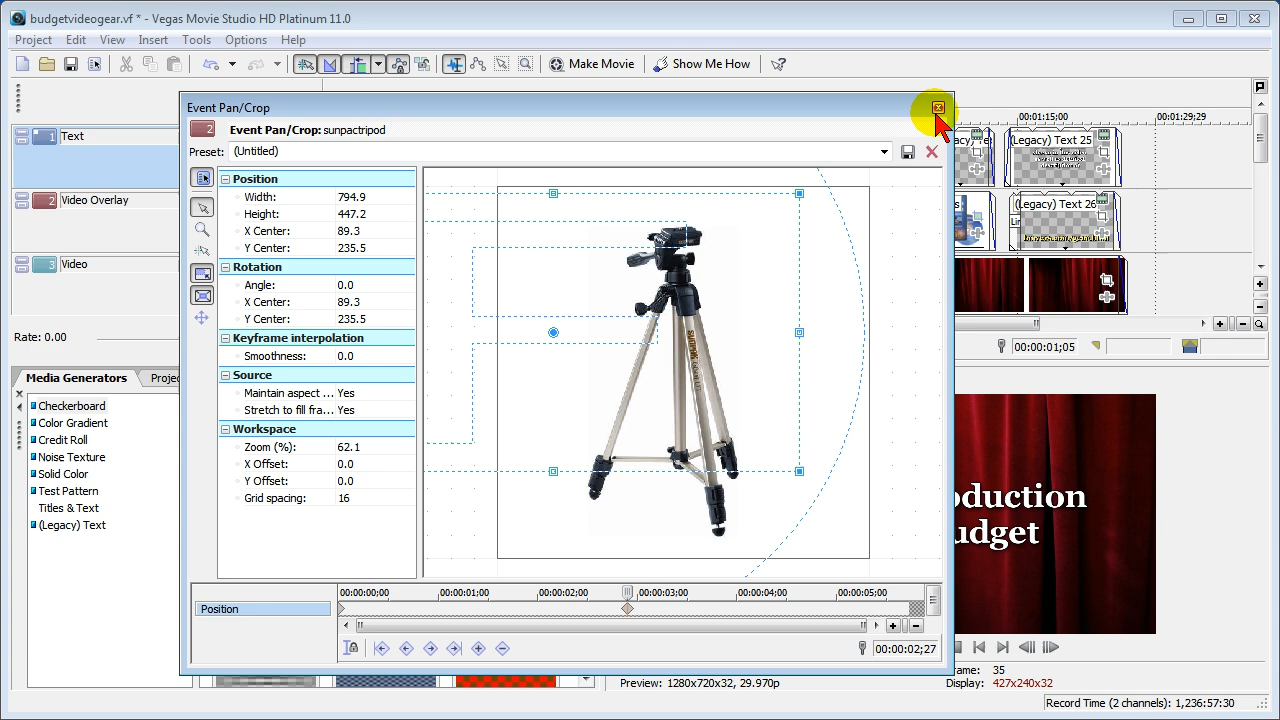 budgetvideogear.vf * - Vegas Movie Studio HD Platinum 11.0
Project Edit View Insert Tools Options Help
Make Movie Show Me How
Event Pan/Crop
2 Event Pan/Crop: sunpactripod
Preset: (Untitled)
Position
Width: 794.9
Height: 447.2
X Center: 89.3
Y Center: 235.5
Rotation
Angle: 0.0
X Center: 89.3
Y Center: 235.5
Keyframe interpolation
Smoothness: 0.0
Source
Maintain aspect ... Yes
Stretch to fill fra... Yes
Workspace
Zoom (%): 62.1
X Offset: 0.0
Y Offset: 0.0
Grid spacing: 16
00:00:00;00 00:00:01;00 00:00:02;00 00:00:03;00 00:00:04;00 00:00:05;00
Position
00:00:02;27
1 Text
2 Video Overlay
3 Video
Rate: 0.00
Media Generators Projec
Checkerboard
Color Gradient
Credit Roll
Noise Texture
Solid Color
Test Pattern
Titles & Text
(Legacy) Text
00:01:15:00 00:01:29:29
(Legacy) Text 25
(Legacy) Text 26
00:00:01;05
oduction
udget
rame: 35
Preview: 1280x720x32, 29.970p
Display: 427x240x32
Record Time (2 channels): 1,236:57:30